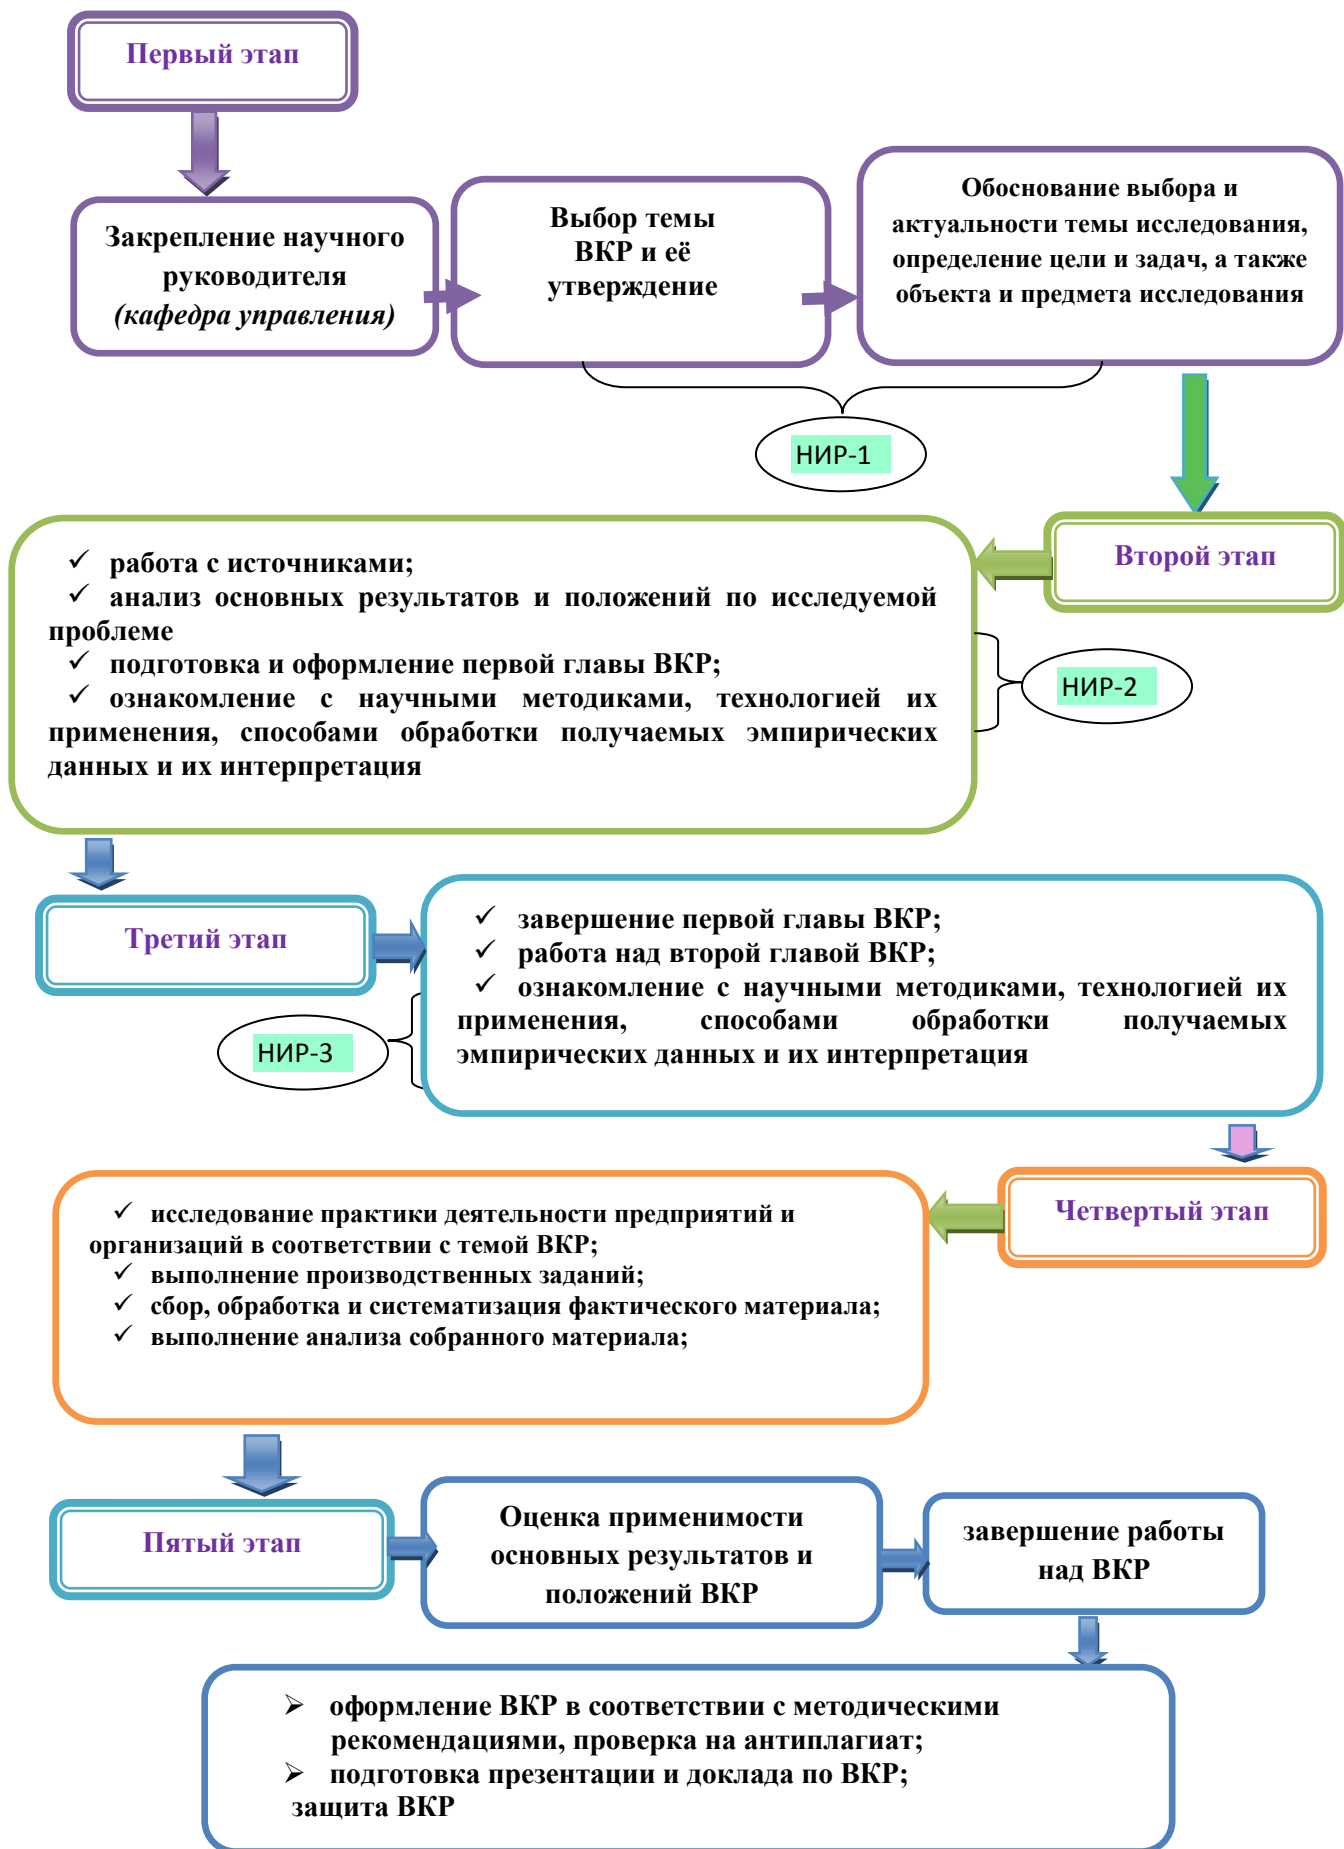 Первый этап
Закрепление научного
руководителя
(кафедра управления)
Выбор темы
ВКР и её
утверждение
Обоснование выбора и
актуальности темы исследования,
определение цели и задач, а также
объекта и предмета исследования
НИР-1
Второй этап
✓ работа с источниками;
✓ анализ основных результатов и положений по исследуемой
проблеме
✓ подготовка и оформление первой главы ВКР;
✓ ознакомление с научными методиками, технологией их
применения, способами обработки получаемых эмпирических
данных и их интерпретация
НИР-2
Третий этап
✓ завершение первой главы ВКР;
✓ работа над второй главой ВКР;
✓ ознакомление с научными методиками, технологией их
применения, способами обработки получаемых
эмпирических данных и их интерпретация
НИР-3
Четвертый этап
✓ исследование практики деятельности предприятий и
организаций в соответствии с темой ВКР;
✓ выполнение производственных заданий;
✓ сбор, обработка и систематизация фактического материала;
✓ выполнение анализа собранного материала;
Пятый этап
Оценка применимости
основных результатов и
положений ВКР
завершение работы
над ВКР
➢ оформление ВКР в соответствии с методическими
рекомендациями, проверка на антиплагиат;
➢ подготовка презентации и доклада по ВКР;
защита ВКР